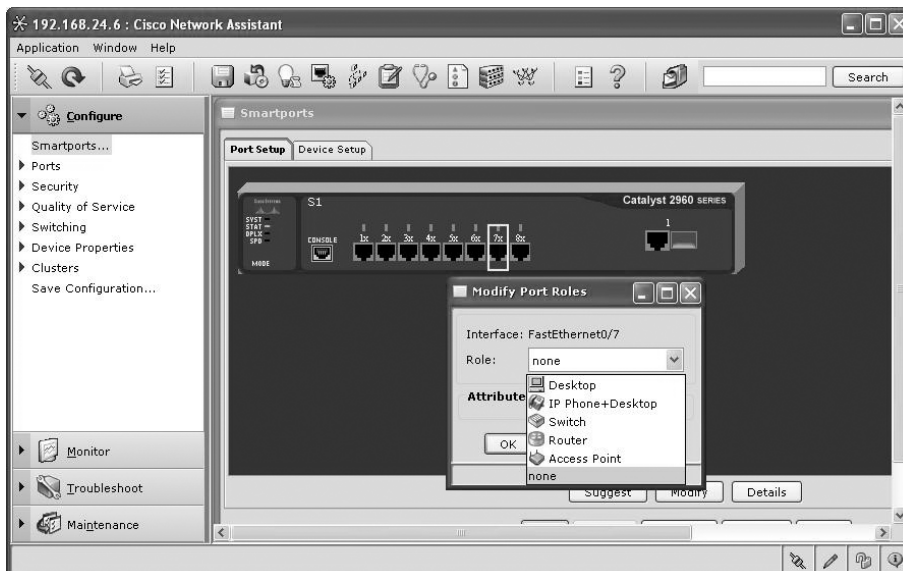 192.168.24.6 : Cisco Network Assistant
Application Window Help
Search
Configure
Smartports...
Ports
Security
Quality of Service
Switching
Device Properties
Clusters
Save Configuration...
Monitor
Troubleshoot
Maintenance
Smartports
Port Setup Device Setup
S1
Catalyst 2960 SERIES
SYST
STAT
DPLX
SPD
MODE
CONSOLE
1x 2x 3x 4x 5x 6x 7x 8x
1
Modify Port Roles
Interface: FastEthernet0/7
Role: none
Desktop
IP Phone+Desktop
Switch
Router
Access Point
none
Attribute
OK
Suggest Modify Details